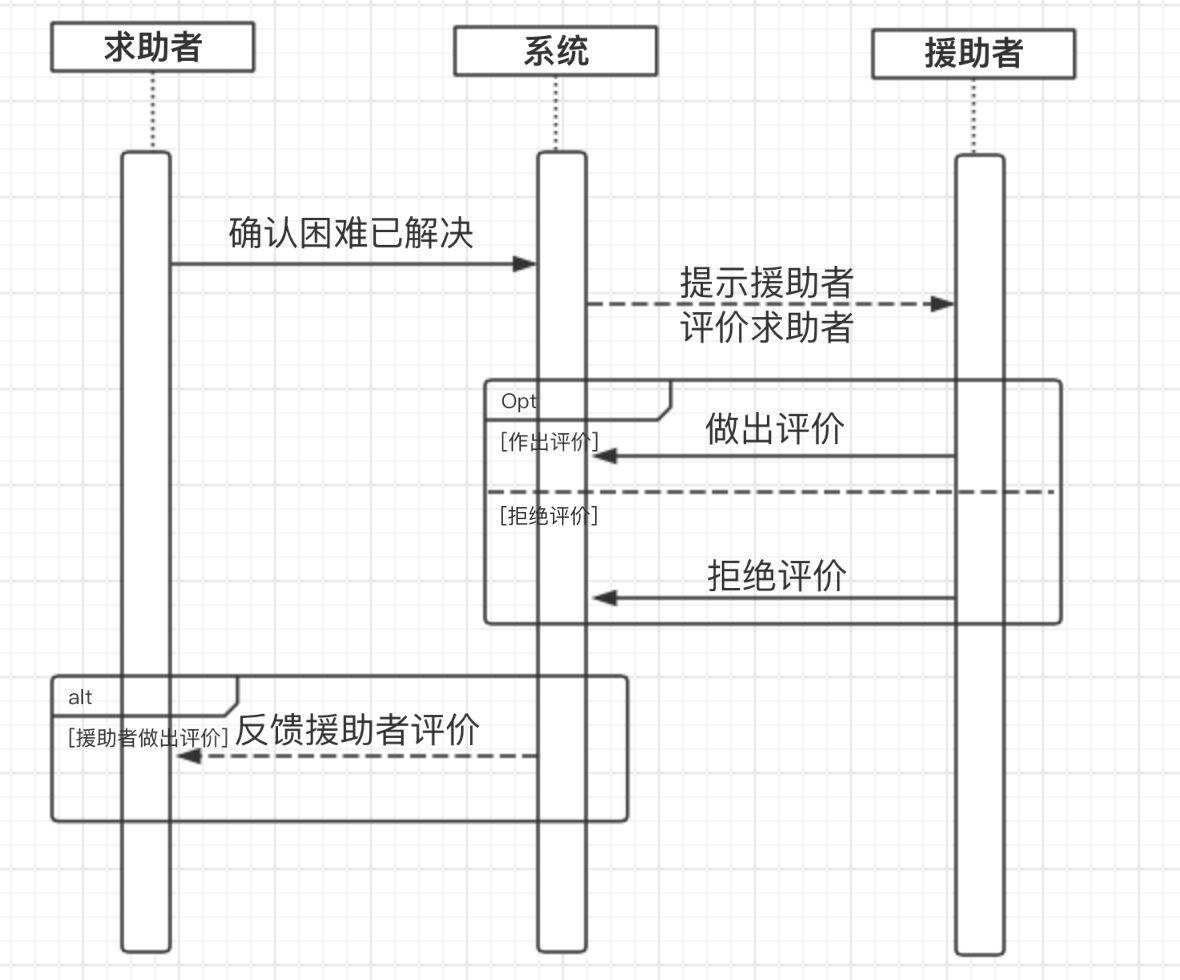 求助者
系统
援助者
确认困难已解决
提示援助者
评价求助者
Opt
[作出评价]
做出评价
[拒绝评价]
拒绝评价
alt
[援助者做出评价]
反馈援助者评价